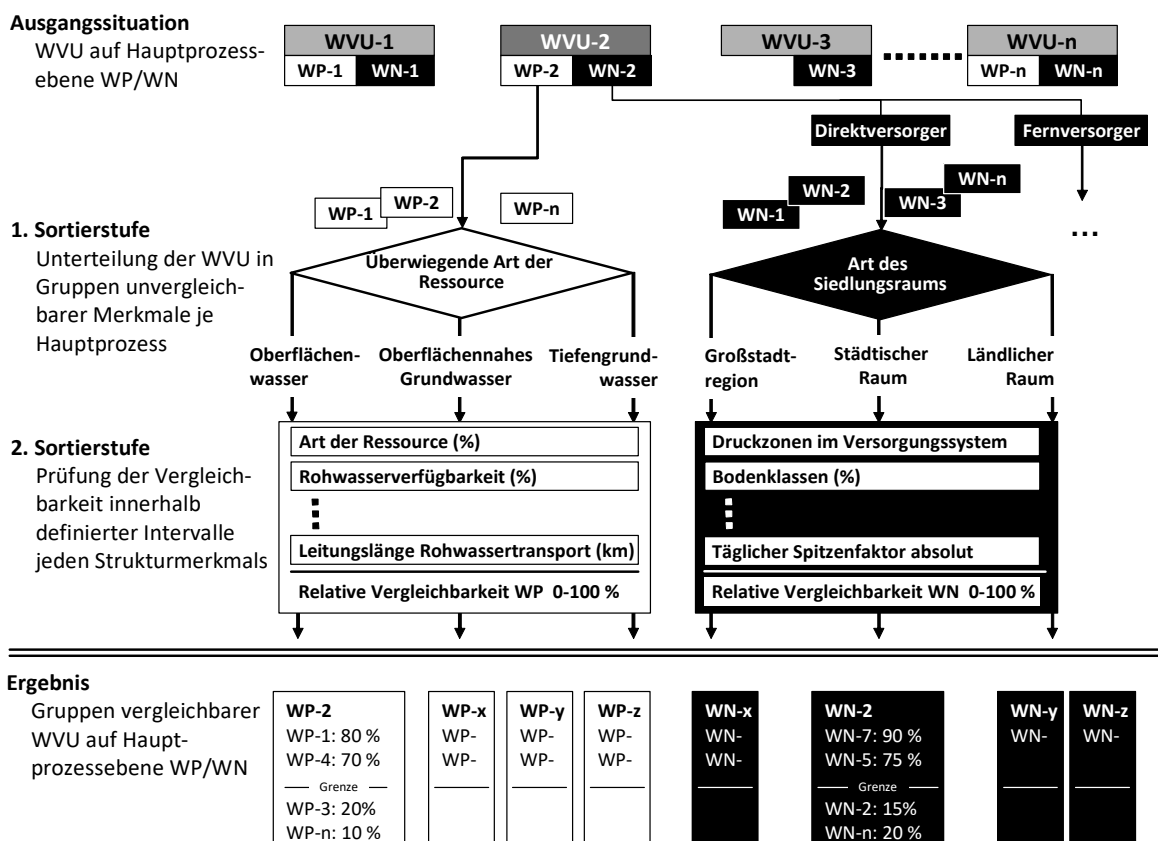 Ausgangssituation
WVU auf Hauptprozess-
ebene WP/WN
WVU-1
WP-1 WN-1
WVU-2
WP-2 WN-2
WVU-3
WN-3
WVU-n
WP-n WN-n
Direktversorger
Fernversorger
WP-1
WP-2
WP-n
WN-1
WN-2
WN-3
WN-n
...
1. Sortierstufe
Unterteilung der WVU in
Gruppen unvergleich-
barer Merkmale je
Hauptprozess
Überwiegende Art der
Ressource
Art des
Siedlungsraums
Oberflächen-
wasser
Oberflächennahes
Grundwasser
Tiefengrund-
wasser
Großstadt-
region
Städtischer
Raum
Ländlicher
Raum
2. Sortierstufe
Prüfung der Vergleich-
barkeit innerhalb
definierter Intervalle
jeden Strukturmerkmals
Art der Ressource (%)
Rohwasserverfügbarkeit (%)
Leitungslänge Rohwassertransport (km)
Relative Vergleichbarkeit WP 0-100 %
Druckzonen im Versorgungssystem
Bodenklassen (%)
Täglicher Spitzenfaktor absolut
Relative Vergleichbarkeit WN 0-100 %
Ergebnis
Gruppen vergleichbarer
WVU auf Haupt-
prozessebene WP/WN
WP-2
WP-1: 80 %
WP-4: 70 %
Grenze
WP-3: 20%
WP-n: 10 %
WP-x
WP-
WP-
WP-y
WP-
WP-
WP-z
WP-
WP-
WN-x
WN-
WN-
WN-2
WN-7: 90 %
WN-5: 75 %
Grenze
WN-2: 15%
WN-n: 20 %
WN-y
WN-
WN-z
WN-